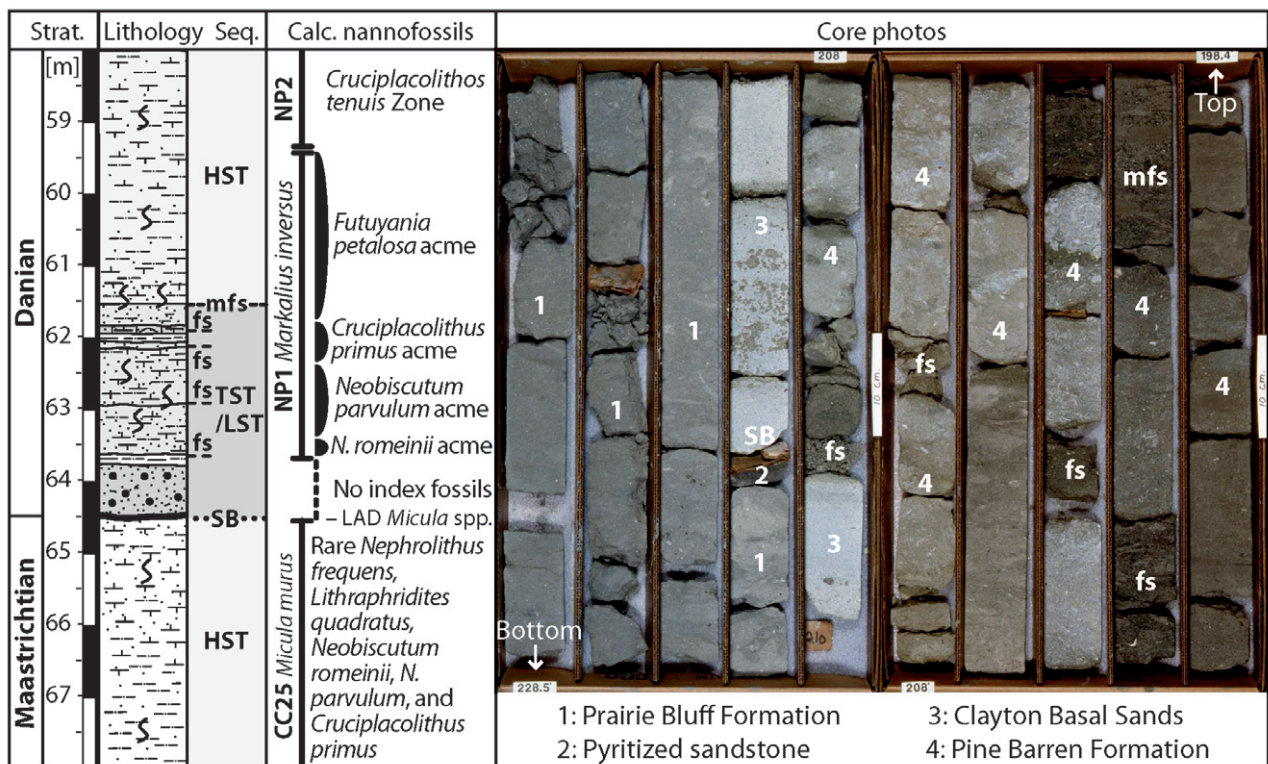 Strat.
Lithology
Seq.
Calc. nannofossils
Core photos
[m]
59
60
61
62
63
64
65
66
67
Danian
Maastrichtian
HST
mfs
fs
fs
fs
TST
/LST
fs
SB
HST
NP2
NP1 Markalius inversus
CC25 Micula murus
Cruciplacolithos
tenuis Zone
Futuyania
petalosa acme
Cruciplacolithus
primus acme
Neobiscutum
parvulum acme
N. romeinii acme
No index fossils
– LAD Micula spp.
Rare Nephrolithus
frequens,
Lithraphridites
quadratus,
Neobiscutum
romeinii, N.
parvulum, and
Cruciplacolithus
primus
208'
198.4'
Top
1
1
1
3
SB
2
1
4
fs
3
210
10 cm.
Bottom
228.5'
4
fs
4
4
4
fs
mfs
4
fs
4
10 cm.
208'
1: Prairie Bluff Formation
2: Pyritized sandstone
3: Clayton Basal Sands
4: Pine Barren Formation